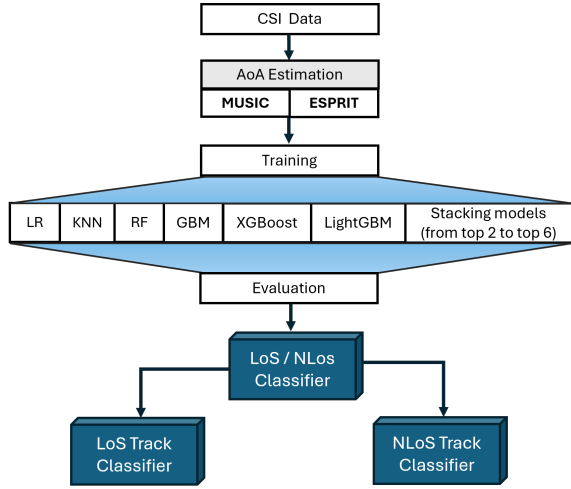 CSI Data
AoA Estimation
MUSIC ESPRIT
Training
LR KNN RF GBM XGBoost LightGBM Stacking models
(from top 2 to top 6)
Evaluation
LoS / NLos
Classifier
LoS Track
Classifier
NLoS Track
Classifier